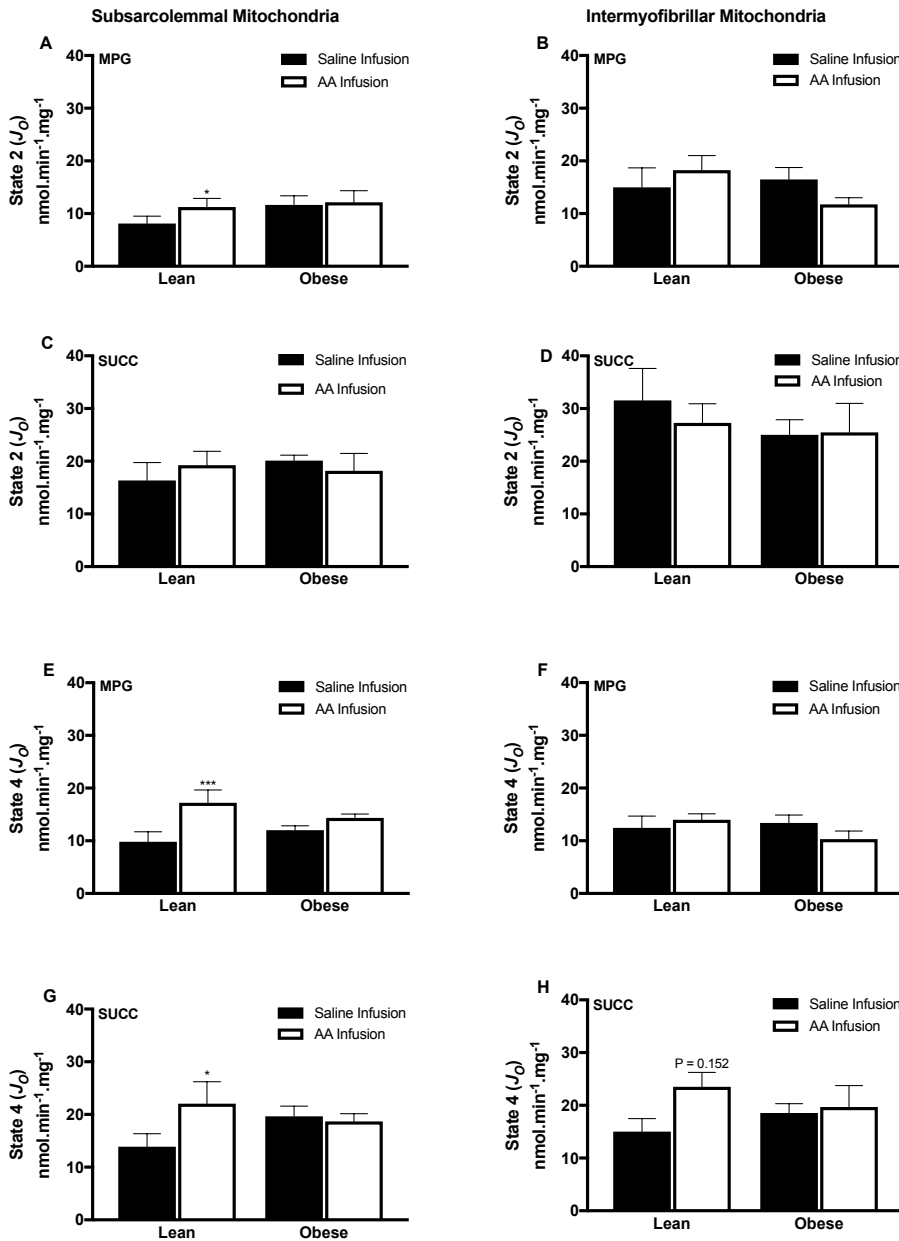 Subsarcolemmal Mitochondria
Intermyofibrillar Mitochondria
A
MPG
Saline Infusion
AA Infusion
State 2 (J_O)
nmol.min⁻¹.mg⁻¹
40
30
20
10
0
*
Lean
Obese
B
MPG
Saline Infusion
AA Infusion
State 2 (J_O)
nmol.min⁻¹.mg⁻¹
40
30
20
10
0
Lean
Obese
C
SUCC
Saline Infusion
AA Infusion
State 2 (J_O)
nmol.min⁻¹.mg⁻¹
40
30
20
10
0
Lean
Obese
D
SUCC
Saline Infusion
AA Infusion
State 2 (J_O)
nmol.min⁻¹.mg⁻¹
40
30
20
10
0
Lean
Obese
E
MPG
Saline Infusion
AA Infusion
State 4 (J_O)
nmol.min⁻¹.mg⁻¹
40
30
20
10
0
***
Lean
Obese
F
MPG
Saline Infusion
AA Infusion
State 4 (J_O)
nmol.min⁻¹.mg⁻¹
40
30
20
10
0
Lean
Obese
G
SUCC
Saline Infusion
AA Infusion
State 4 (J_O)
nmol.min⁻¹.mg⁻¹
40
30
20
10
0
*
Lean
Obese
H
SUCC
Saline Infusion
AA Infusion
State 4 (J_O)
nmol.min⁻¹.mg⁻¹
40
30
20
10
0
P = 0.152
Lean
Obese